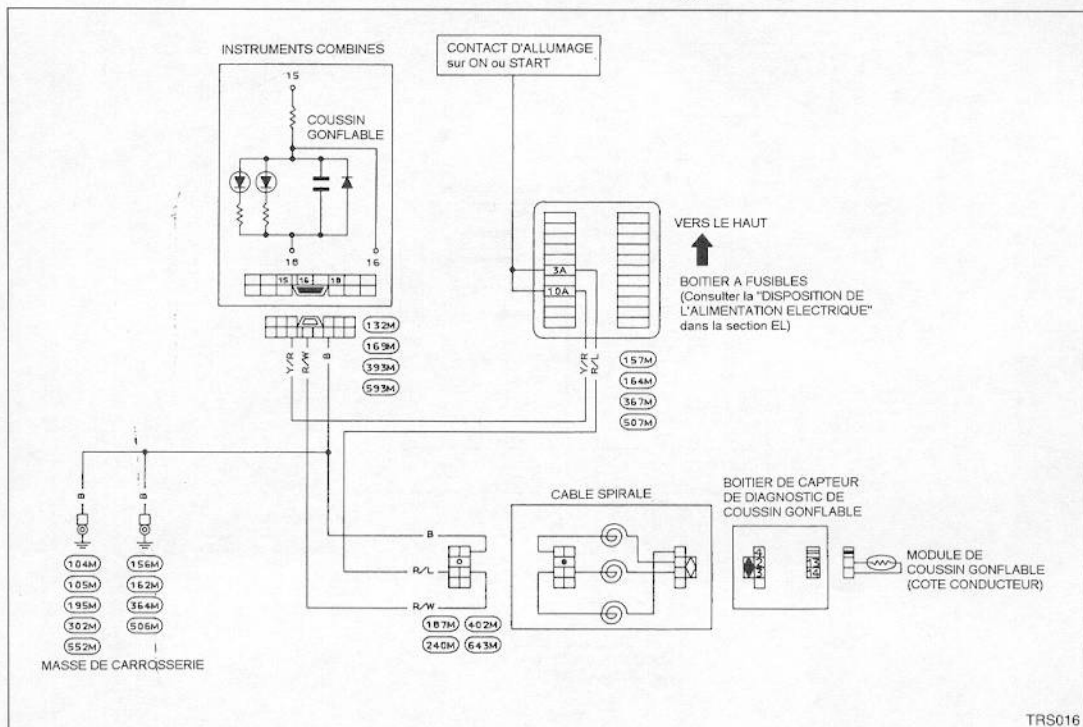 INSTRUMENTS COMBINES
15
COUSSIN
GONFLABLE
18
16
15 16 18
CONTACT D'ALLUMAGE
sur ON ou START
3A
10A
VERS LE HAUT
BOITIER A FUSIBLES
(Consulter la "DISPOSITION DE
L'ALIMENTATION ELECTRIQUE"
dans la section EL)
132M
169M
393M
593M
Y/R
R/W
B
Y/R
R/L
157M
164M
367M
507M
B
B
104M
105M
195M
302M
552M
156M
162M
364M
506M
MASSE DE CARROSSERIE
B
R/L
R/W
187M 402M
240M 643M
CABLE SPIRALE
BOITIER DE CAPTEUR
DE DIAGNOSTIC DE
COUSSIN GONFLABLE
MODULE DE
COUSSIN GONFLABLE
(COTE CONDUCTEUR)
TRS016